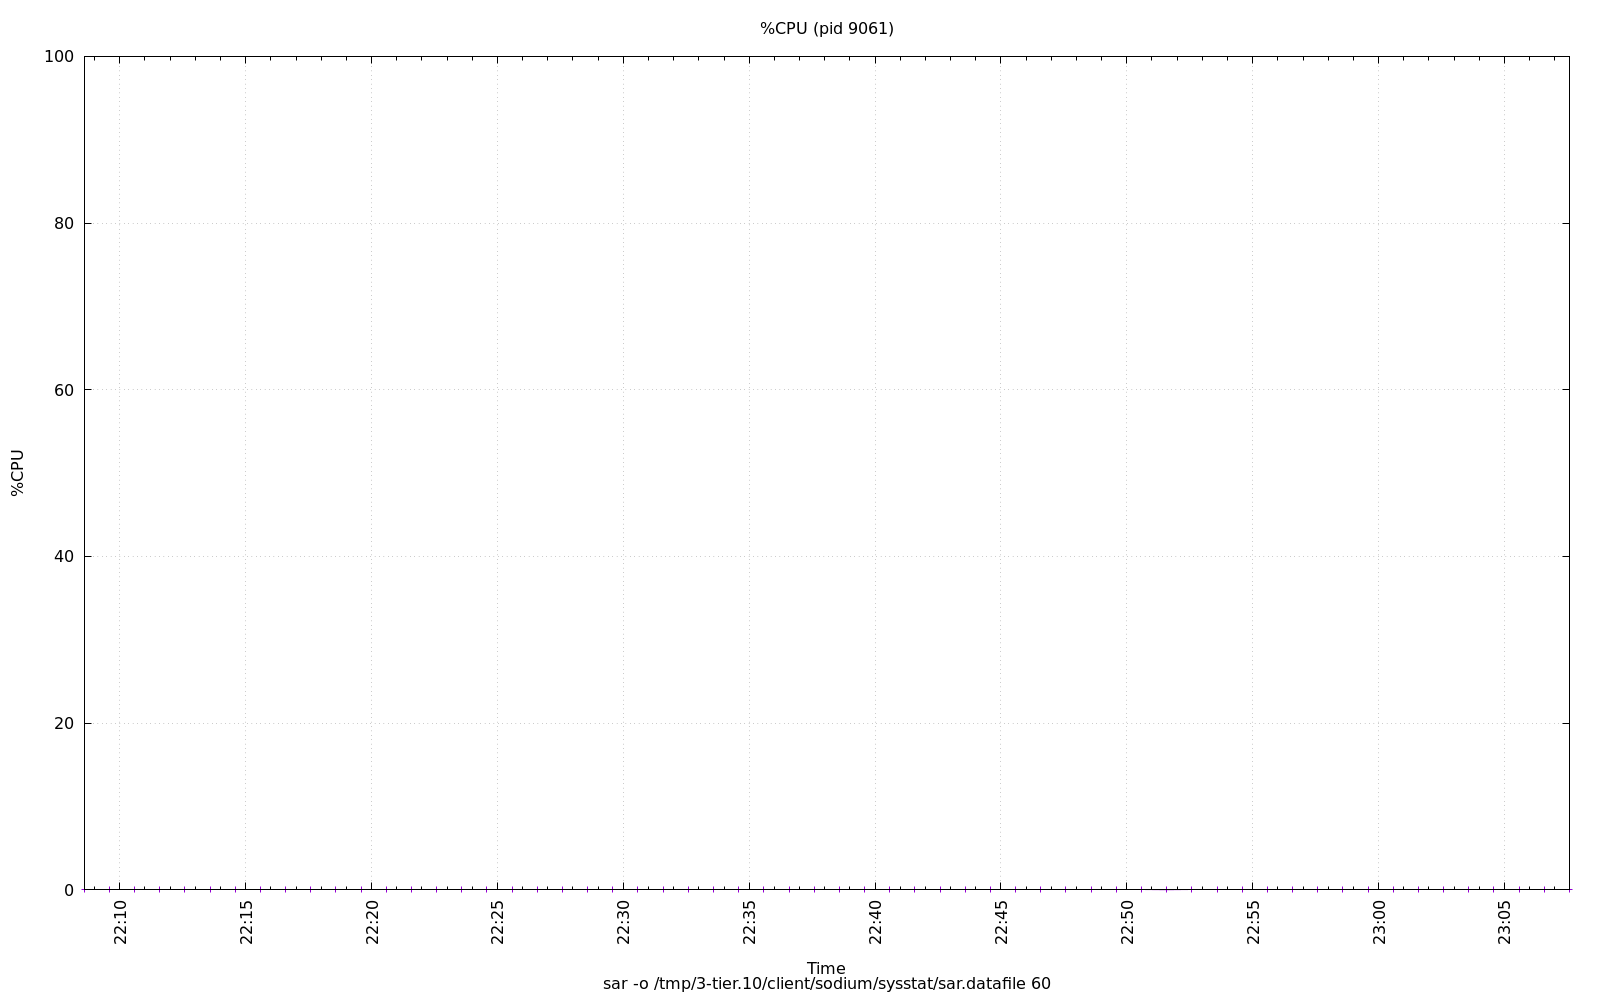 %CPU (pid 9061)
100
80
60
40
20
0
%CPU
22:10 22:15 22:20 22:25 22:30 22:35 22:40 22:45 22:50 22:55 23:00 23:05
Time
sar -o /tmp/3-tier.10/client/sodium/sysstat/sar.datafile 60